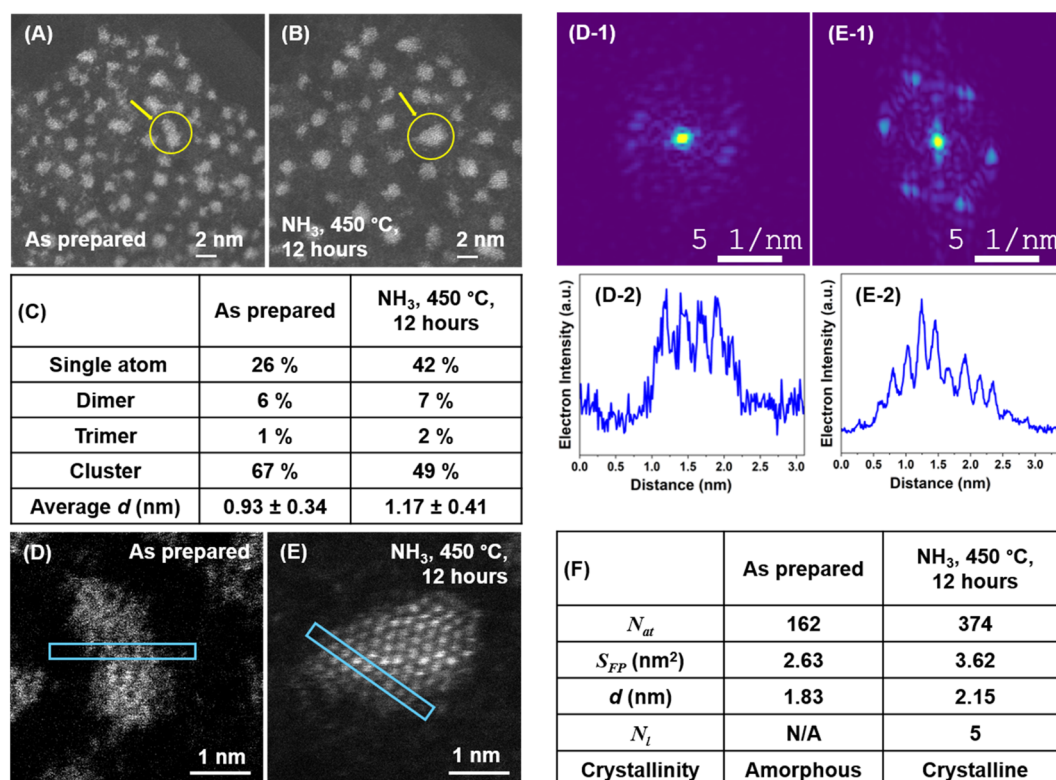 (A)
As prepared
2 nm
(B)
NH₃, 450 °C,
12 hours
2 nm
(C)
As prepared
NH₃, 450 °C,
12 hours
Single atom
26 %
42 %
Dimer
6 %
7 %
Trimer
1 %
2 %
Cluster
67 %
49 %
Average d (nm)
0.93 ± 0.34
1.17 ± 0.41
(D)
As prepared
1 nm
(E)
NH₃, 450 °C,
12 hours
1 nm
(D-1)
5 1/nm
(E-1)
5 1/nm
(D-2)
Electron Intensity (a.u.)
0.0 0.5 1.0 1.5 2.0 2.5 3.0
Distance (nm)
(E-2)
Electron Intensity (a.u.)
0.0 0.5 1.0 1.5 2.0 2.5 3.0
Distance (nm)
(F)
As prepared
NH₃, 450 °C,
12 hours
Nat
162
374
SFP (nm²)
2.63
3.62
d (nm)
1.83
2.15
Nl
N/A
5
Crystallinity
Amorphous
Crystalline